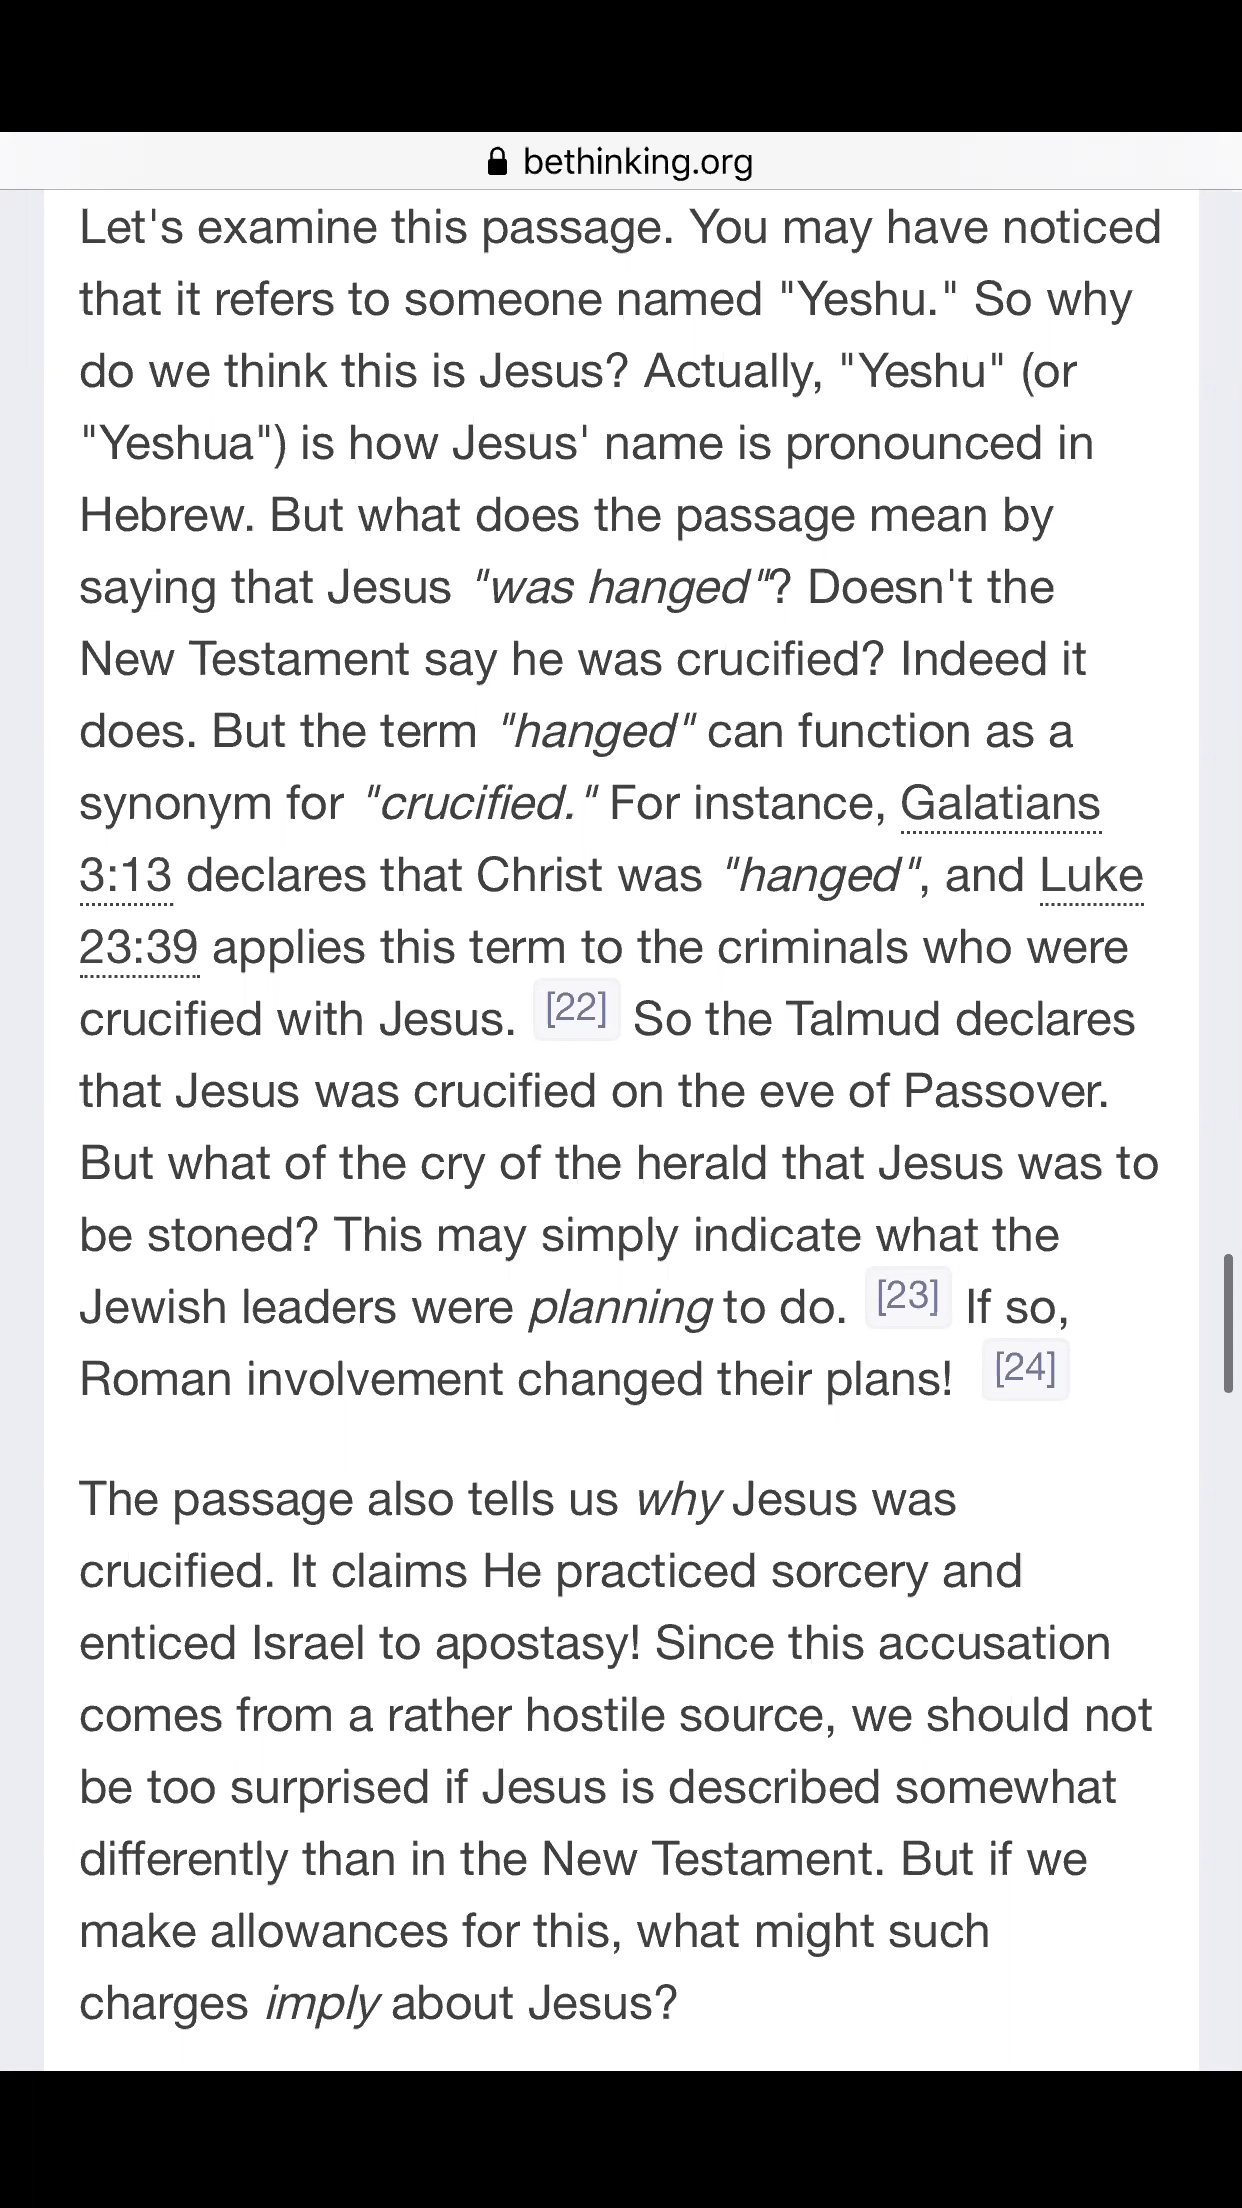 bethinking.org
Let's examine this passage. You may have noticed
that it refers to someone named "Yeshu." So why
do we think this is Jesus? Actually, "Yeshu" (or
"Yeshua") is how Jesus' name is pronounced in
Hebrew. But what does the passage mean by
saying that Jesus "was hanged"? Doesn't the
New Testament say he was crucified? Indeed it
does. But the term "hanged" can function as a
synonym for "crucified." For instance, Galatians
3:13 declares that Christ was "hanged", and Luke
23:39 applies this term to the criminals who were
crucified with Jesus. [22] So the Talmud declares
that Jesus was crucified on the eve of Passover.
But what of the cry of the herald that Jesus was to
be stoned? This may simply indicate what the
Jewish leaders were planning to do. [23] If so,
Roman involvement changed their plans! [24]
The passage also tells us why Jesus was
crucified. It claims He practiced sorcery and
enticed Israel to apostasy! Since this accusation
comes from a rather hostile source, we should not
be too surprised if Jesus is described somewhat
differently than in the New Testament. But if we
make allowances for this, what might such
charges imply about Jesus?